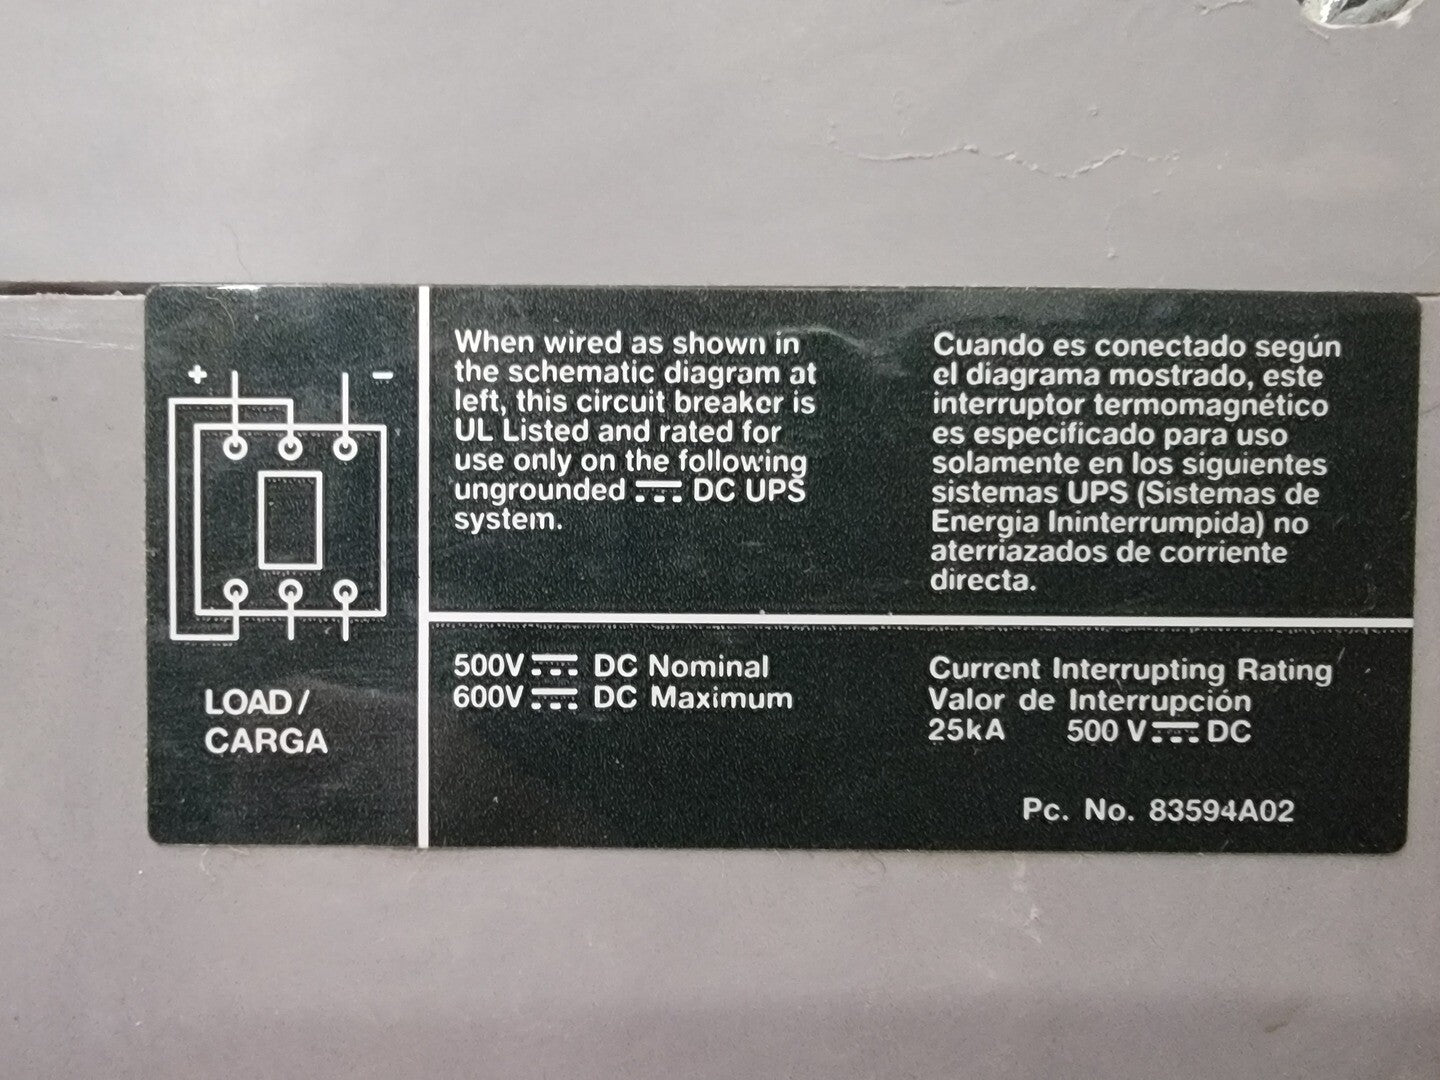 + −
LOAD/
CARGA
When wired as shown in
the schematic diagram at
left, this circuit breaker is
UL Listed and rated for
use only on the following
ungrounded ⎓ DC UPS
system.
Cuando es conectado según
el diagrama mostrado, este
interruptor termomagnético
es especificado para uso
solamente en los siguientes
sistemas UPS (Sistemas de
Energia Ininterrumpida) no
aterriazados de corriente
directa.
500V ⎓ DC Nominal
600V ⎓ DC Maximum
Current Interrupting Rating
Valor de Interrupción
25kA 500 V ⎓ DC
Pc. No. 83594A02